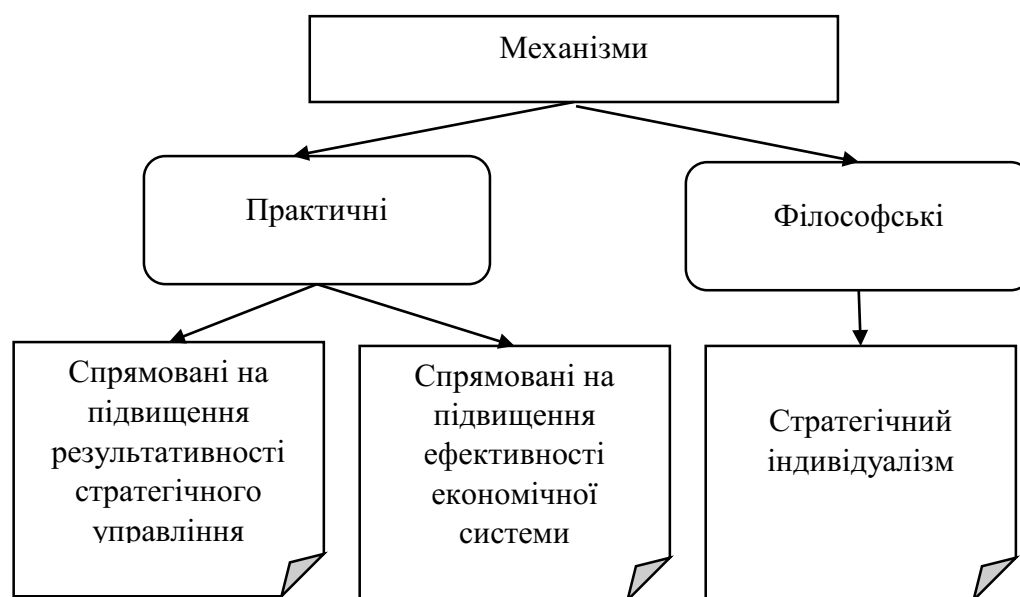 Механізми
Практичні
Філософські
Спрямовані на
підвищення
результативності
стратегічного
управління
Спрямовані на
підвищення
ефективності
економічної
системи
Стратегічний
індивідуалізм